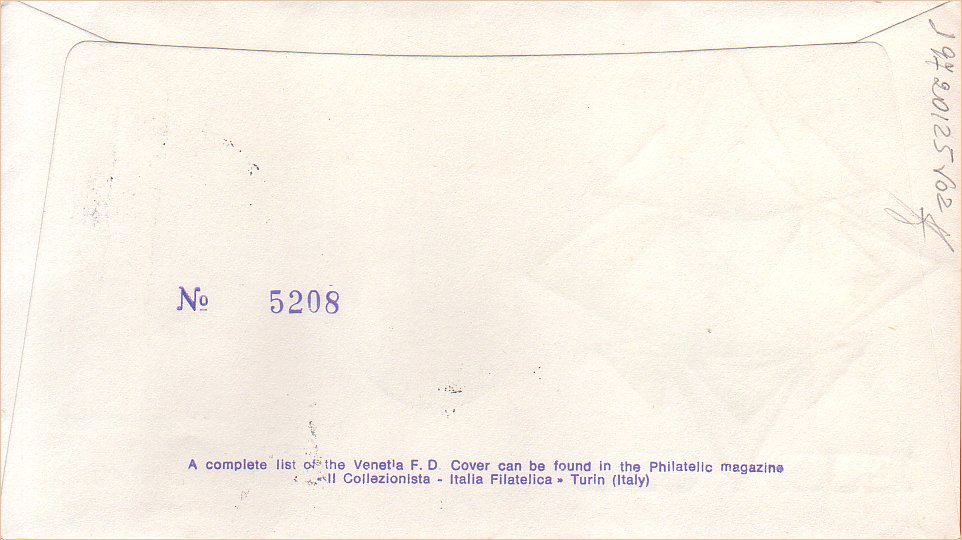 No 5208
A complete list of the Venetia F. D. Cover can be found in the Philatelic magazine
«Il Collezionista - Italia Filatelica» Turin (Italy)